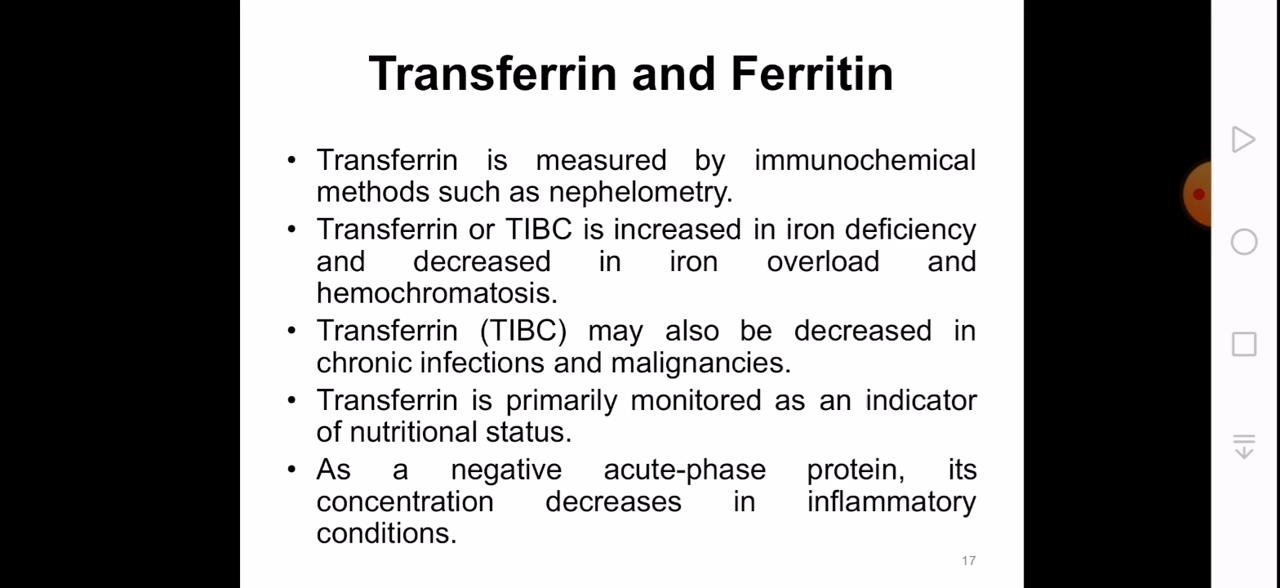 Transferrin and Ferritin
• Transferrin is measured by immunochemical
methods such as nephelometry.
• Transferrin or TIBC is increased in iron deficiency
and decreased in iron overload and
hemochromatosis.
• Transferrin (TIBC) may also be decreased in
chronic infections and malignancies.
• Transferrin is primarily monitored as an indicator
of nutritional status.
• As a negative acute-phase protein, its
concentration decreases in inflammatory
conditions.
17